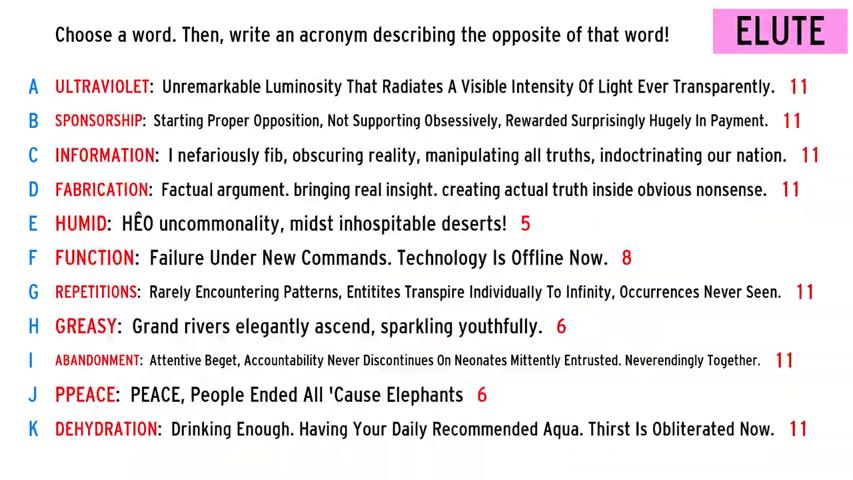 Choose a word. Then, write an acronym describing the opposite of that word!
ELUTE
A ULTRAVIOLET: Unremarkable Luminosity That Radiates A Visible Intensity Of Light Ever Transparently. 11
B SPONSORSHIP: Starting Proper Opposition, Not Supporting Obsessively, Rewarded Surprisingly Hugely In Payment. 11
C INFORMATION: I nefariously fib, obscuring reality, manipulating all truths, indoctrinating our nation. 11
D FABRICATION: Factual argument. bringing real insight. creating actual truth inside obvious nonsense. 11
E HUMID: HÊO uncommonality, midst inhospitable deserts! 5
F FUNCTION: Failure Under New Commands. Technology Is Offline Now. 8
G REPETITIONS: Rarely Encountering Patterns, Entitites Transpire Individually To Infinity, Occurrences Never Seen. 11
H GREASY: Grand rivers elegantly ascend, sparkling youthfully. 6
I ABANDONMENT: Attentive Beget, Accountability Never Discontinues On Neonates Mittently Entrusted. Neverendingly Together. 11
J PPEACE: PEACE, People Ended All 'Cause Elephants 6
K DEHYDRATION: Drinking Enough. Having Your Daily Recommended Aqua. Thirst Is Obliterated Now. 11